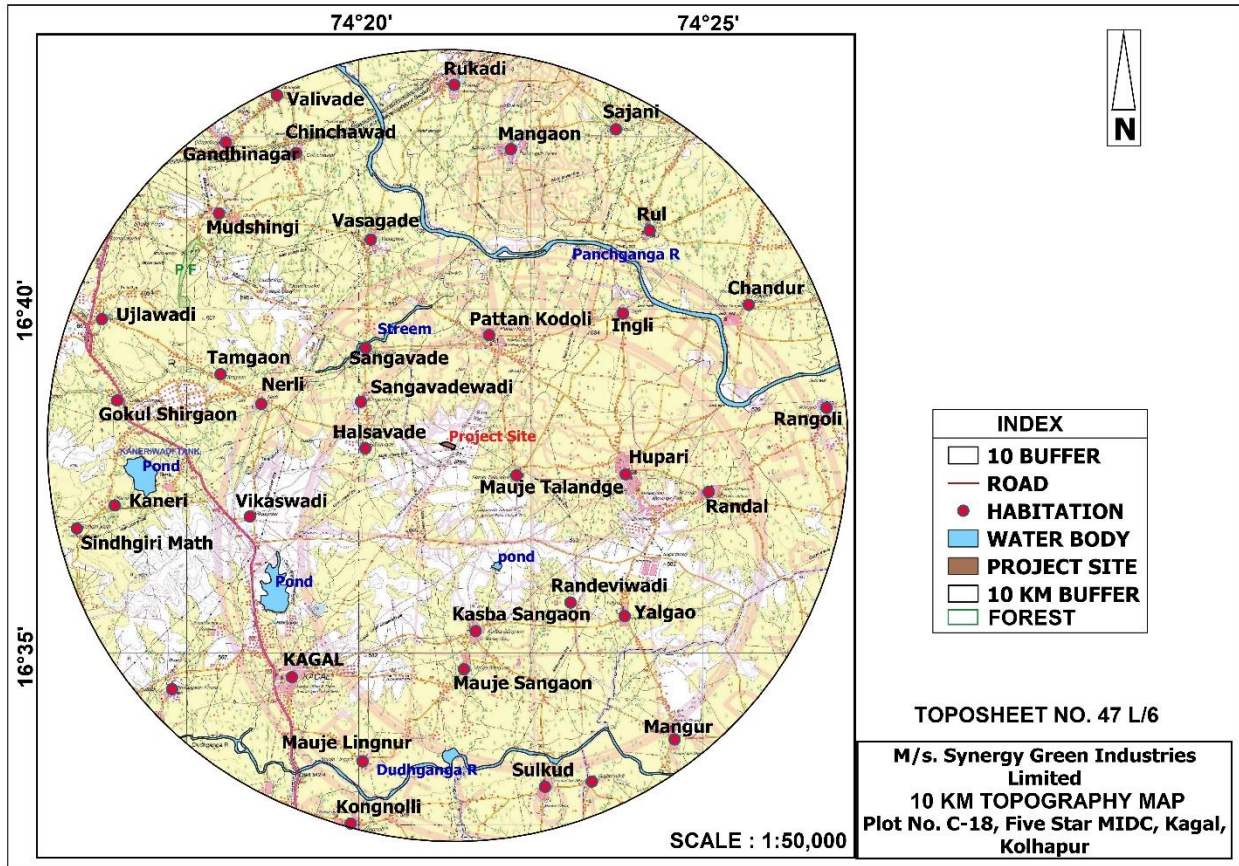 74°20'
74°25'
16°40'
16°35'
N
Rukadi
Valivade
Sajani
Chinchawad
Mangaon
Gandhinagar
Mudshingi
Vasagade
Rul
Panchganga R
P F
Chandur
Ujlawadi
Streem
Pattan Kodoli
Ingli
Sangavade
Tamgaon
Nerli
Sangavadewadi
Gokul Shirgaon
Rangoli
Halsavade
Project Site
KANERIWADI TANK
Pond
Hupari
Mauje Talandge
Kaneri
Vikaswadi
Randal
Sindhgiri Math
pond
Pond
Randeviwadi
Kasba Sangaon
Yalgao
KAGAL
Mauje Sangaon
Mangur
Mauje Lingnur
Dudhganga R
Dudhganga R
Sulkud
Kongnolli
SCALE : 1:50,000
INDEX
10 BUFFER
ROAD
HABITATION
WATER BODY
PROJECT SITE
10 KM BUFFER
FOREST
TOPOSHEET NO. 47 L/6
M/s. Synergy Green Industries
Limited
10 KM TOPOGRAPHY MAP
Plot No. C-18, Five Star MIDC, Kagal,
Kolhapur